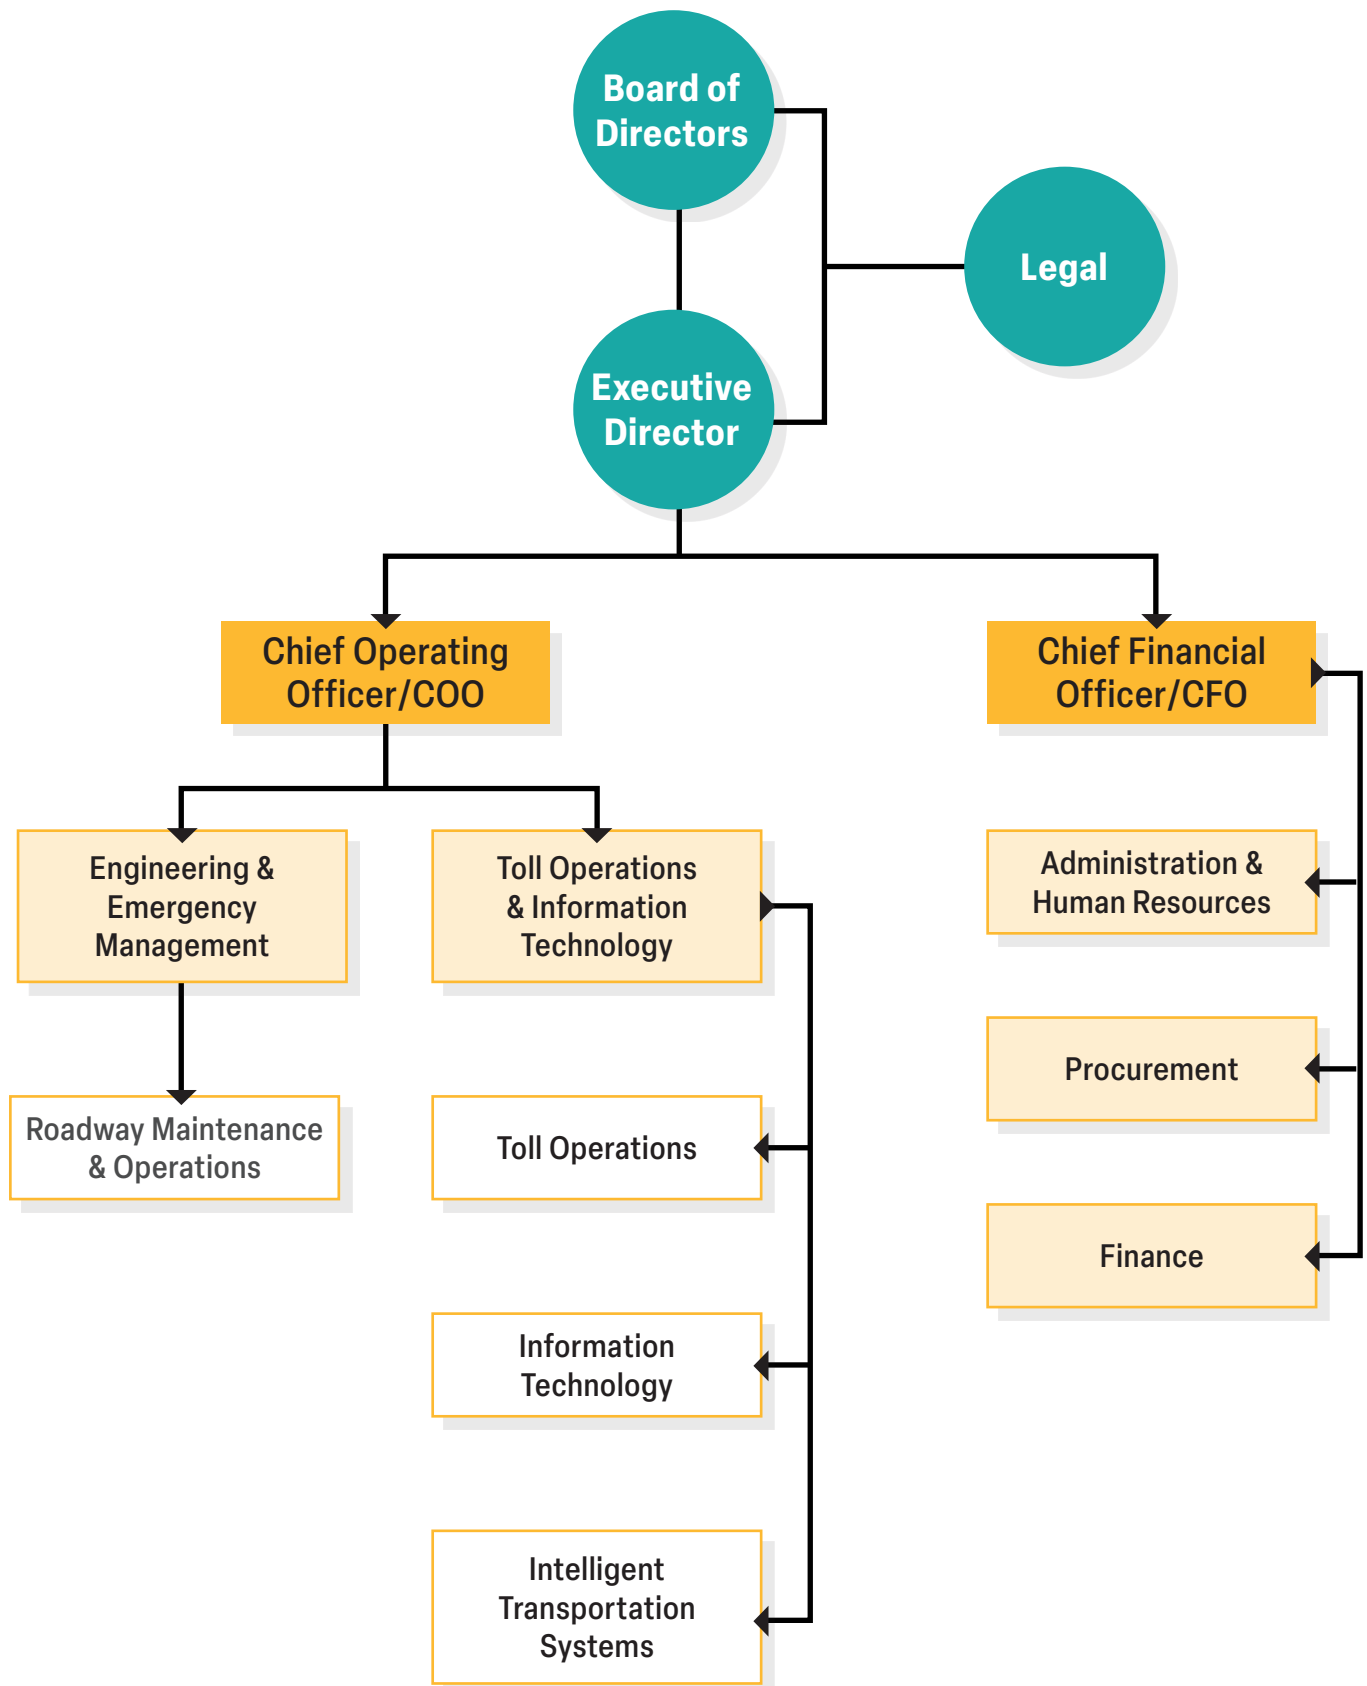 Board of
Directors
Legal
Executive
Director
Chief Operating
Officer/COO
Chief Financial
Officer/CFO
Engineering &
Emergency
Management
Toll Operations
& Information
Technology
Administration &
Human Resources
Roadway Maintenance
& Operations
Toll Operations
Procurement
Information
Technology
Finance
Intelligent
Transportation
Systems